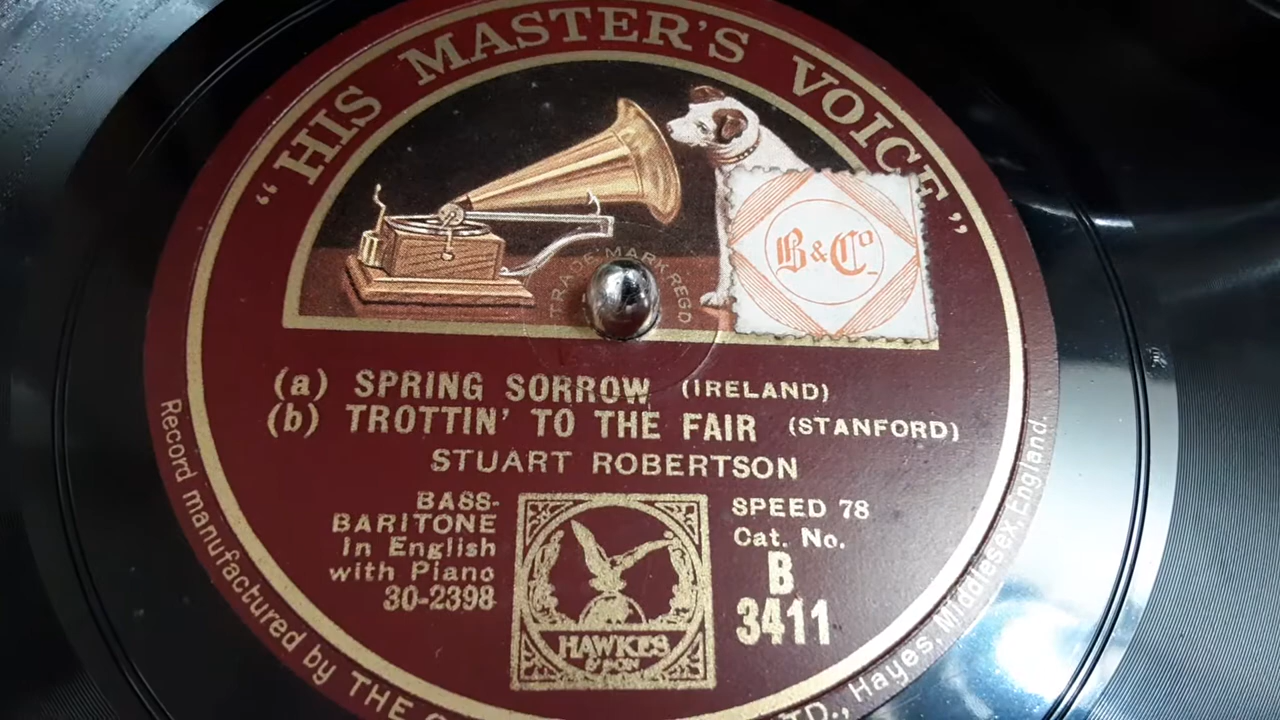 “HIS MASTER'S VOICE”
B&Co
TRADE-MARK REGD
(a) SPRING SORROW (IRELAND)
(b) TROTTIN' TO THE FAIR (STANFORD)
STUART ROBERTSON
BASS-
BARITONE
In English
with Piano
30-2398
HAWKES
& SON
SPEED 78
Cat. No.
B
3411
Record manufactured by THE
LTD., Hayes, Middlesex, England.